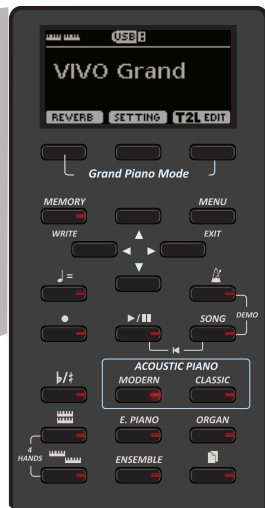 USB
VIVO Grand
REVERB SETTING T2L EDIT
Grand Piano Mode
MEMORY MENU
WRITE EXIT
♩ =
▶/II SONG
DEMO
ACOUSTIC PIANO
♭/♯ MODERN CLASSIC
E. PIANO ORGAN
4
HANDS
ENSEMBLE